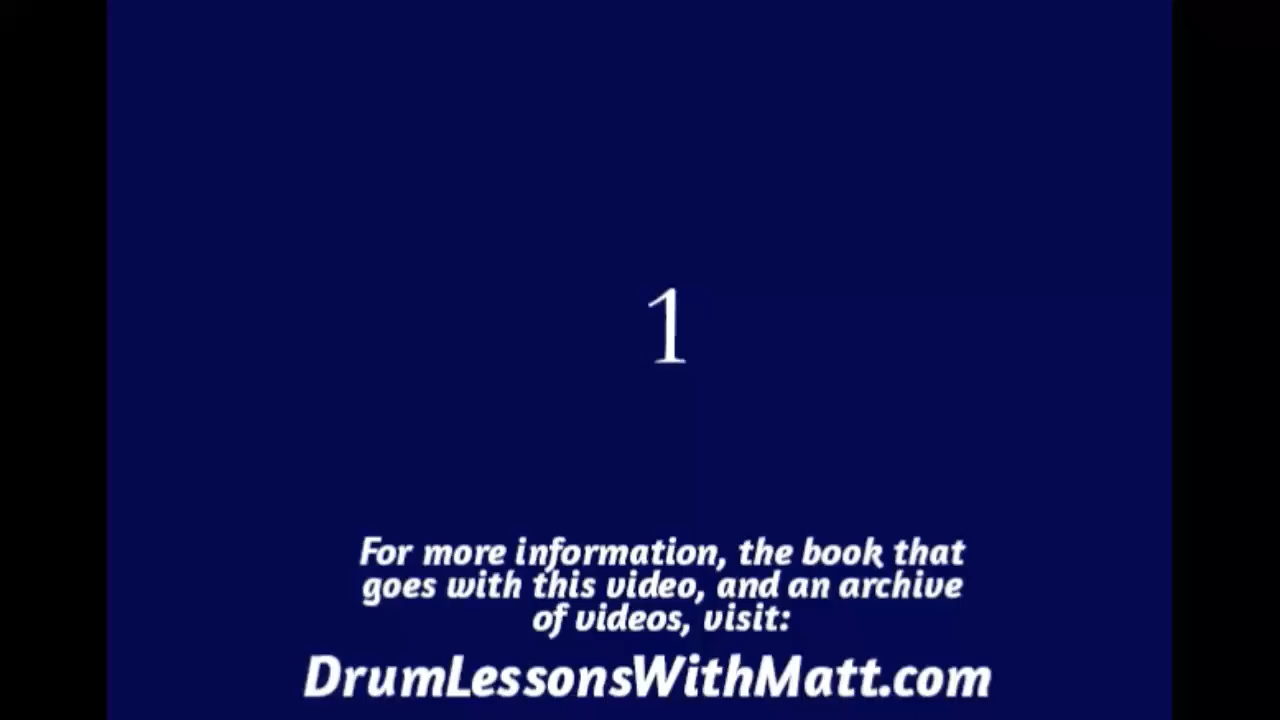 1
For more information, the book that
goes with this video, and an archive
of videos, visit:
DrumLessonsWithMatt.com